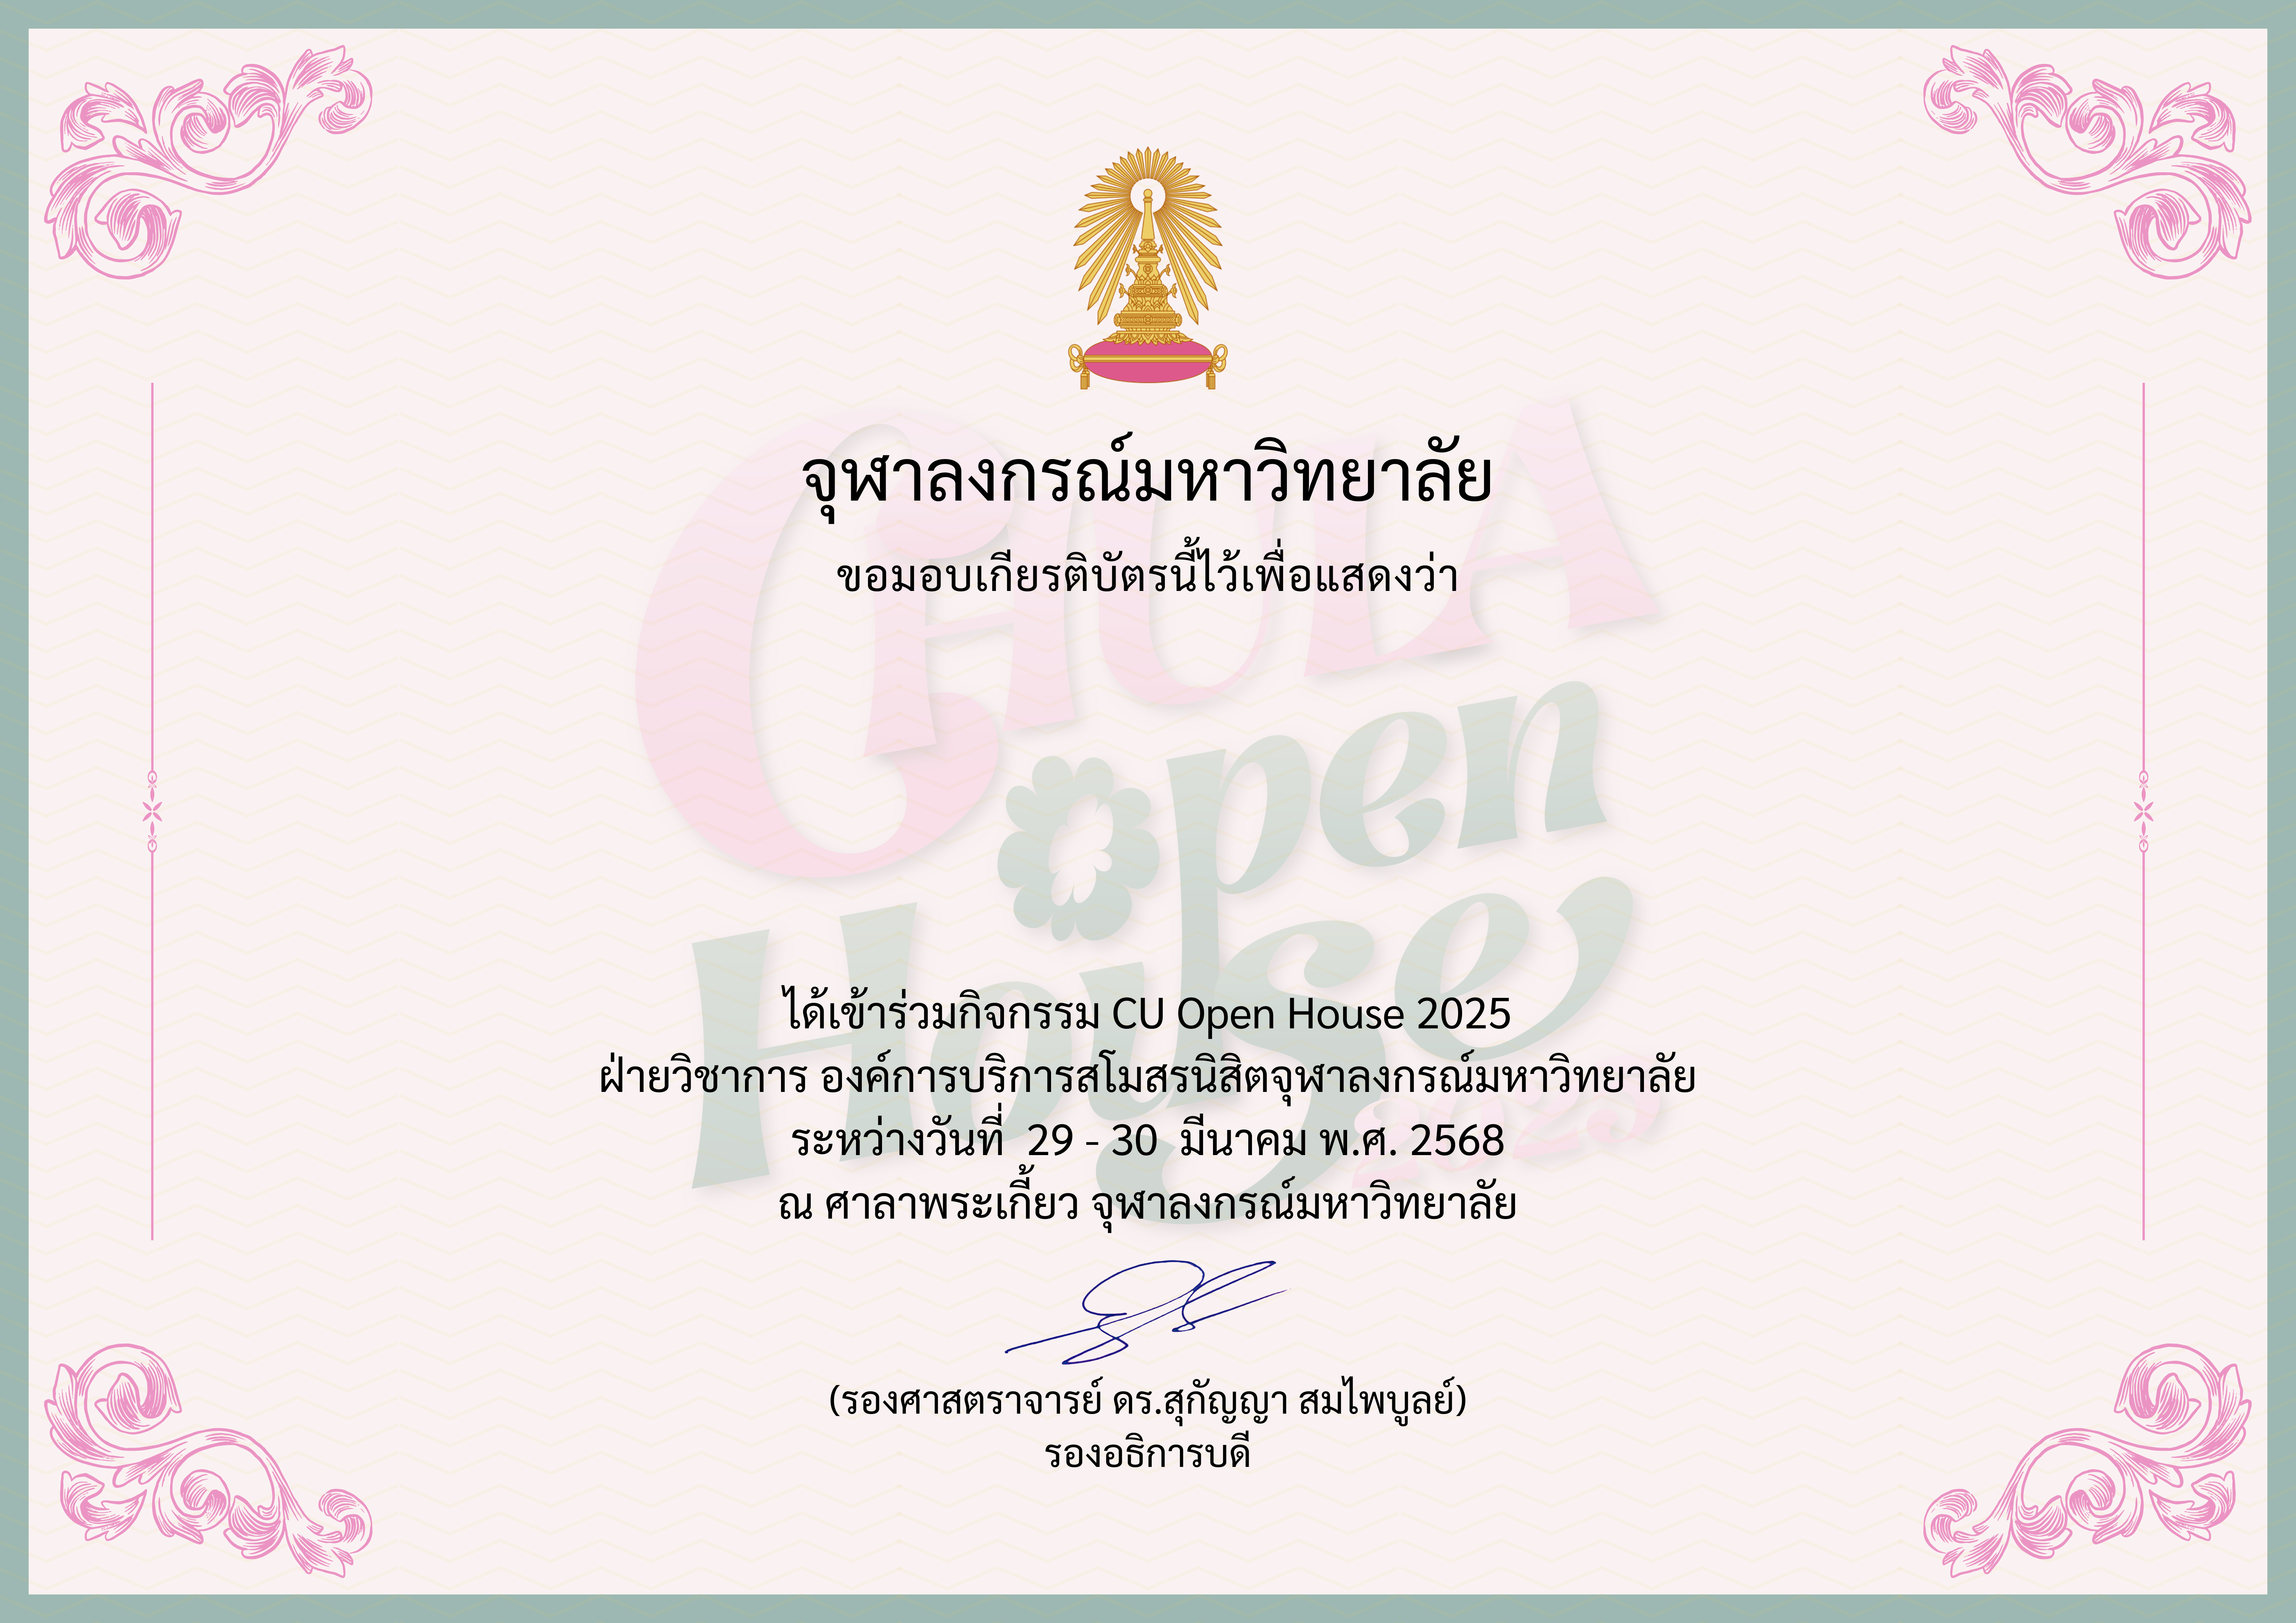 จุฬาลงกรณ์มหาวิทยาลัย
ขอมอบเกียรติบัตรนี้ไว้เพื่อแสดงว่า
CHULA
Open
House
2025
ได้เข้าร่วมกิจกรรม CU Open House 2025
ฝ่ายวิชาการ องค์การบริการสโมสรนิสิตจุฬาลงกรณ์มหาวิทยาลัย
ระหว่างวันที่ 29 - 30 มีนาคม พ.ศ. 2568
ณ ศาลาพระเกี้ยว จุฬาลงกรณ์มหาวิทยาลัย
(รองศาสตราจารย์ ดร.สุกัญญา สมไพบูลย์)
รองอธิการบดี